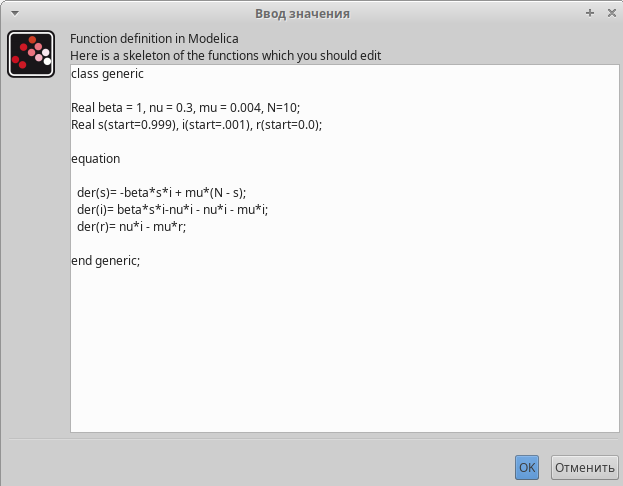 Ввод значения
Function definition in Modelica
Here is a skeleton of the functions which you should edit
class generic
Real beta = 1, nu = 0.3, mu = 0.004, N=10;
Real s(start=0.999), i(start=.001), r(start=0.0);
equation
der(s)= -beta*s*i + mu*(N - s);
der(i)= beta*s*i-nu*i - nu*i - mu*i;
der(r)= nu*i - mu*r;
end generic;
OK Отменить